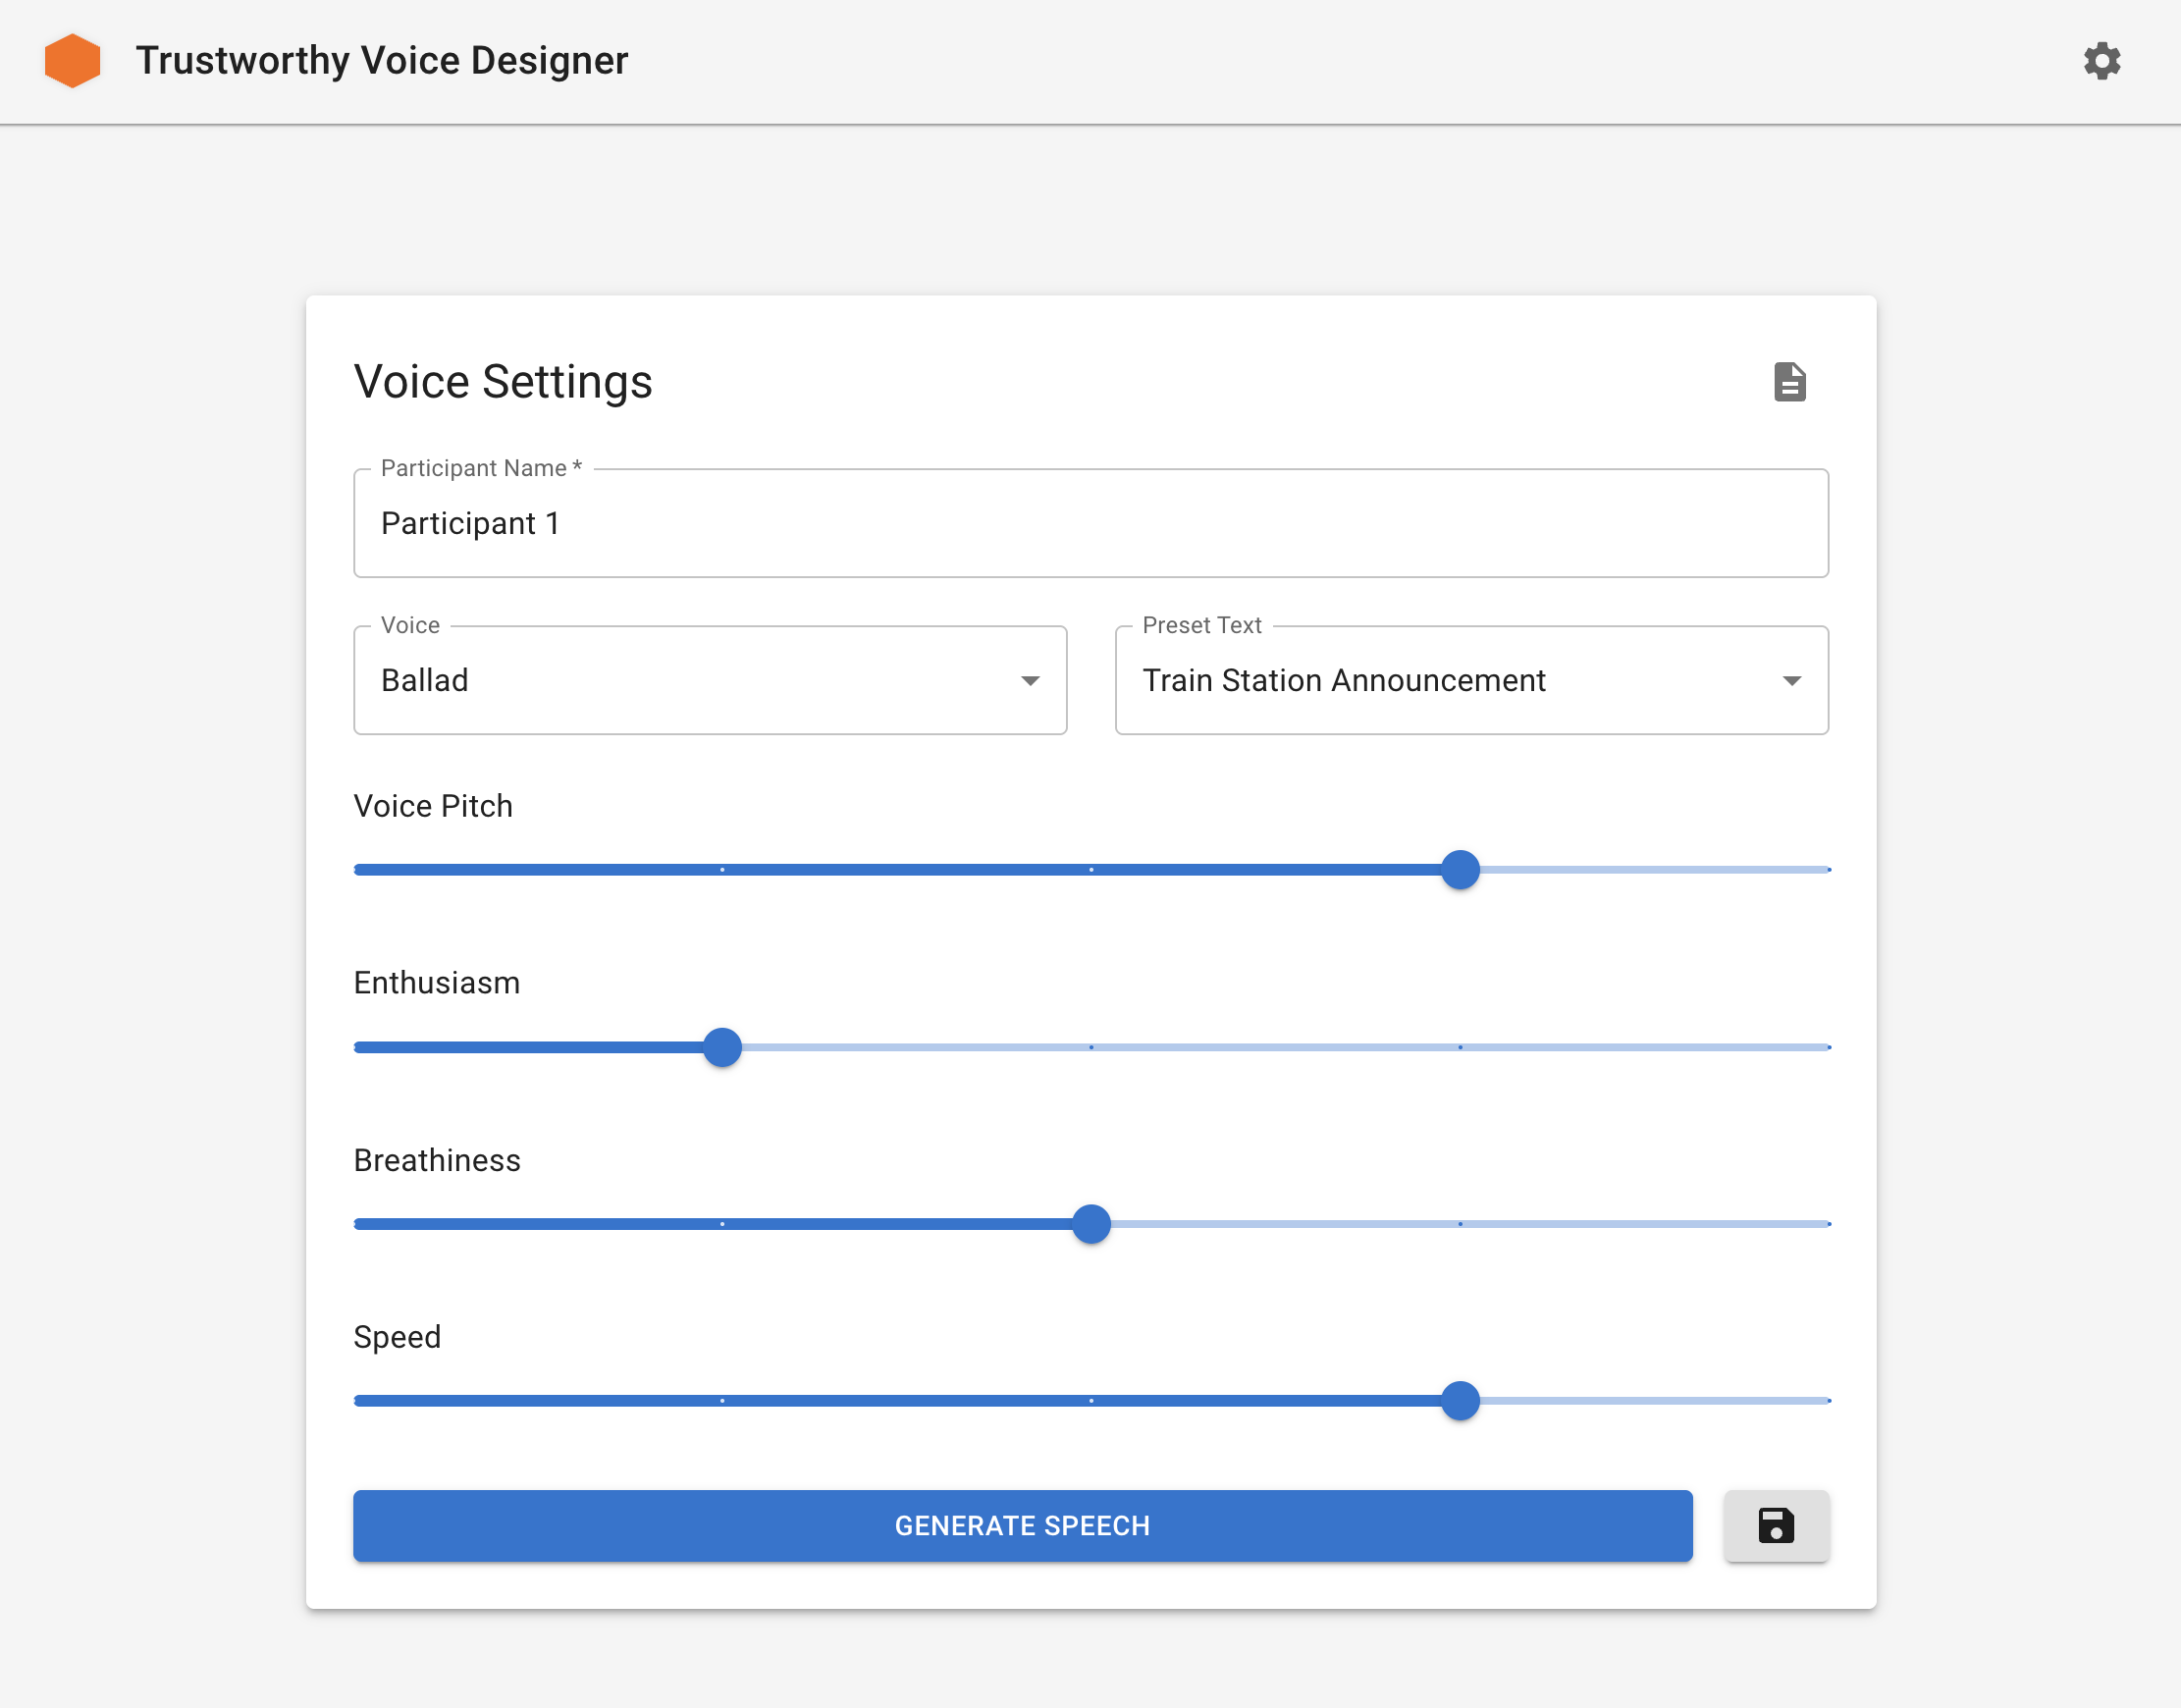 Trustworthy Voice Designer
Voice Settings
Participant Name *
Participant 1
Voice
Ballad
Preset Text
Train Station Announcement
Voice Pitch
Enthusiasm
Breathiness
Speed
GENERATE SPEECH